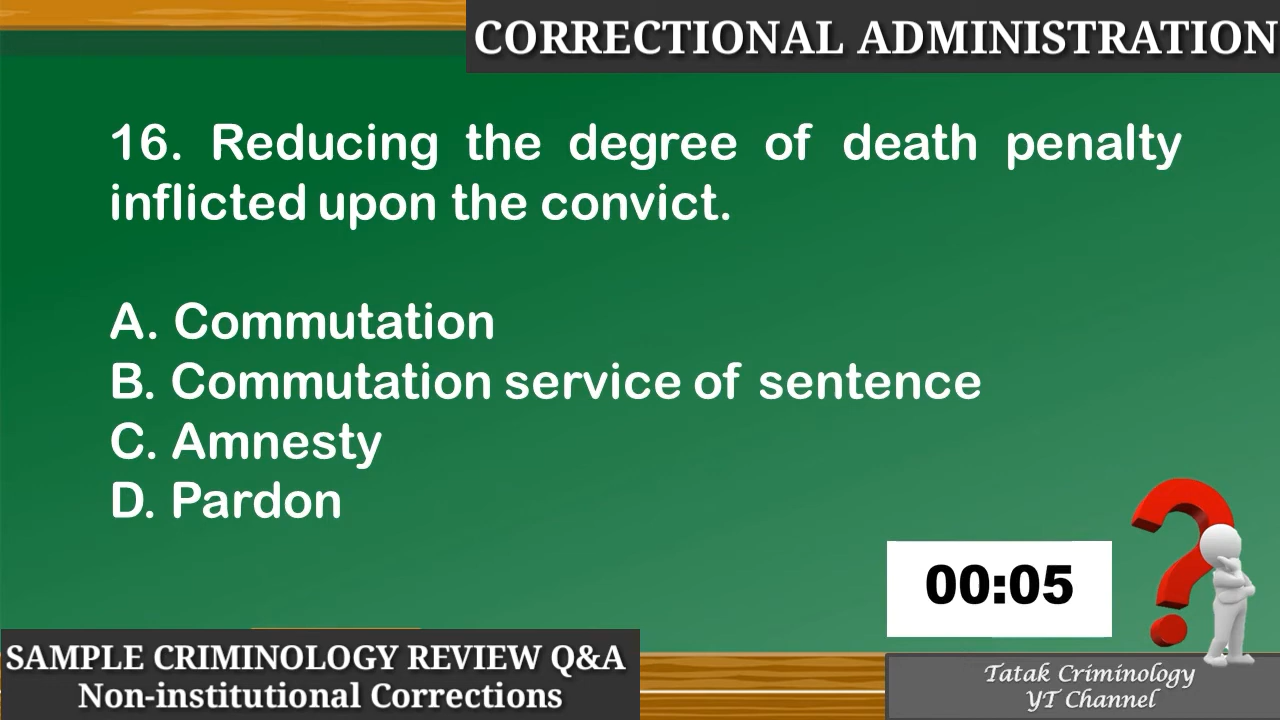 CORRECTIONAL ADMINISTRATION
16. Reducing the degree of death penalty
inflicted upon the convict.
A. Commutation
B. Commutation service of sentence
C. Amnesty
D. Pardon
00:05
SAMPLE CRIMINOLOGY REVIEW Q&A
Non-institutional Corrections
Tatak Criminology
YT Channel